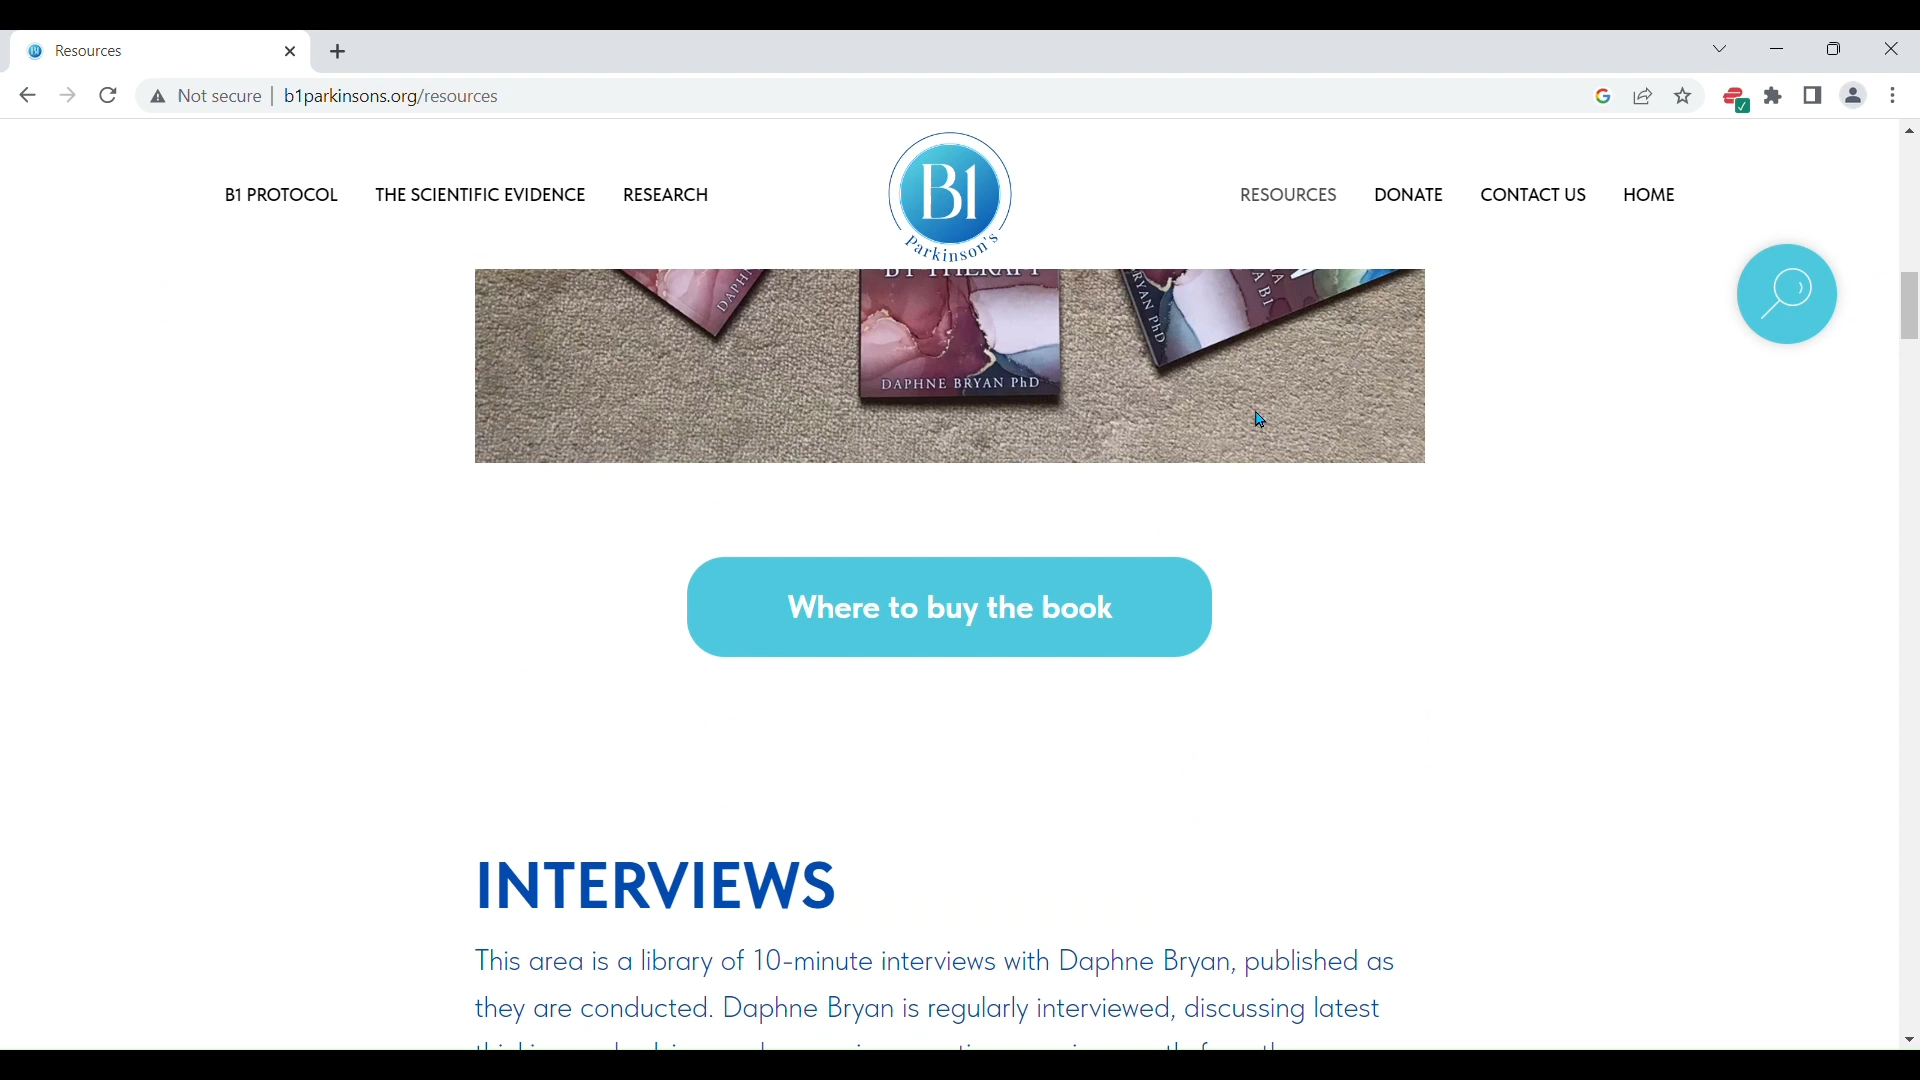 Resources
Not secure | b1parkinsons.org/resources
B1 PROTOCOL THE SCIENTIFIC EVIDENCE RESEARCH
B1
Parkinson's
RESOURCES DONATE CONTACT US HOME
DAPHNE BRYAN PhD
Where to buy the book
INTERVIEWS
This area is a library of 10-minute interviews with Daphne Bryan, published as
they are conducted. Daphne Bryan is regularly interviewed, discussing latest